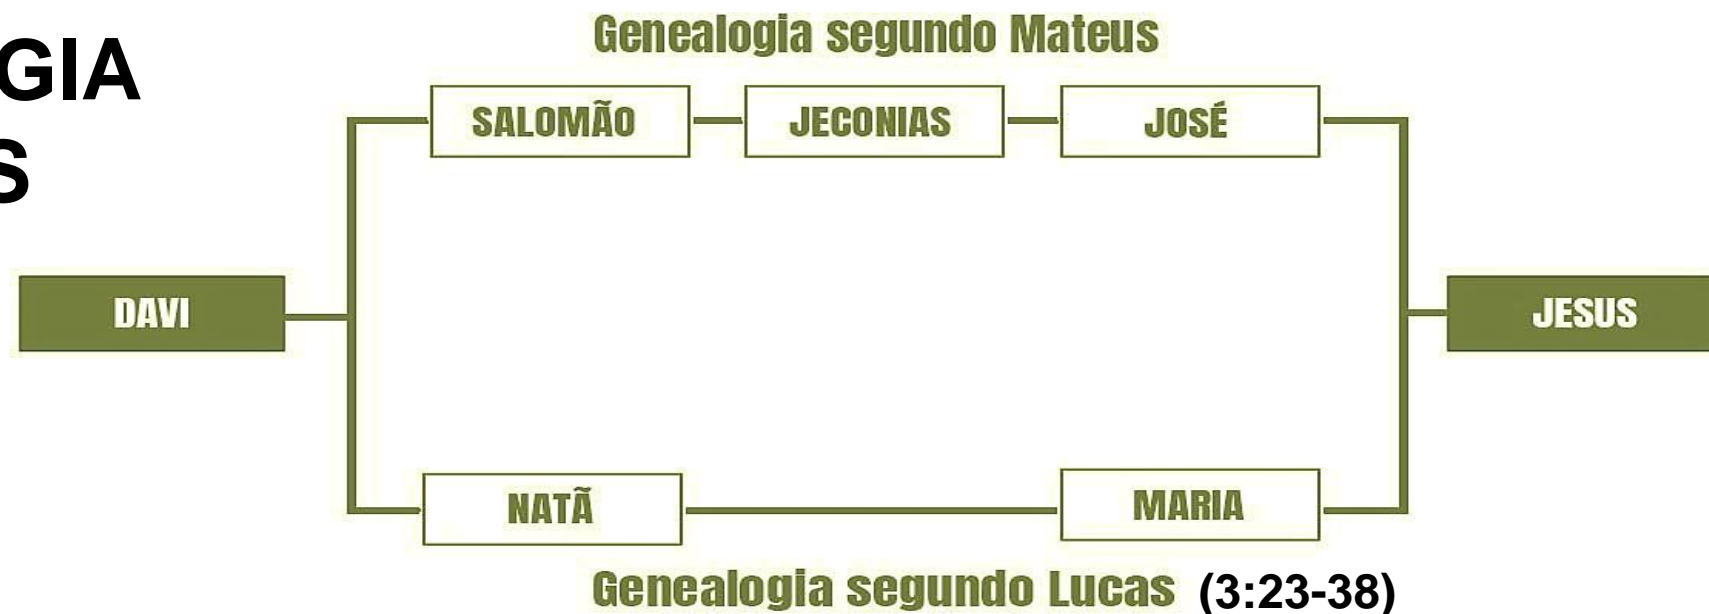 GIA
S
Genealogia segundo Mateus
SALOMÃO
JECONIAS
JOSÉ
DAVI
JESUS
NATÃ
MARIA
Genealogia segundo Lucas (3:23-38)